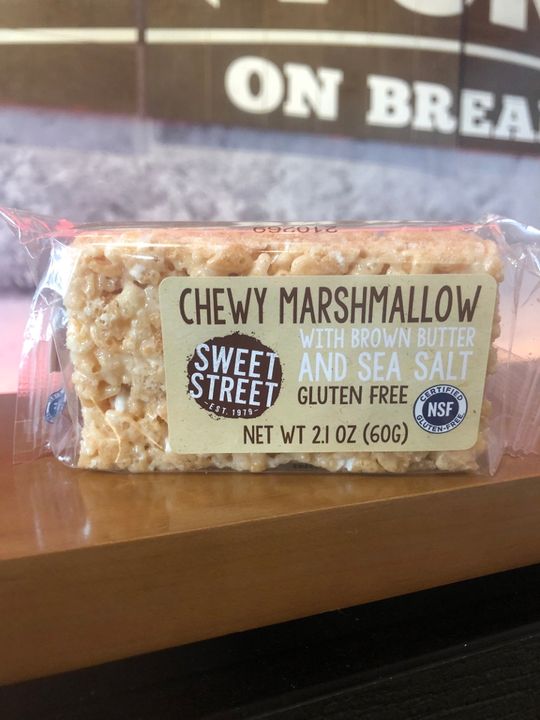 ON BREA
210269
CHEWY MARSHMALLOW
WITH BROWN BUTTER
AND SEA SALT
SWEET
STREET
EST. 1979
GLUTEN FREE
CERTIFIED
NSF
GLUTEN-FREE
NET WT 2.1 OZ (60G)